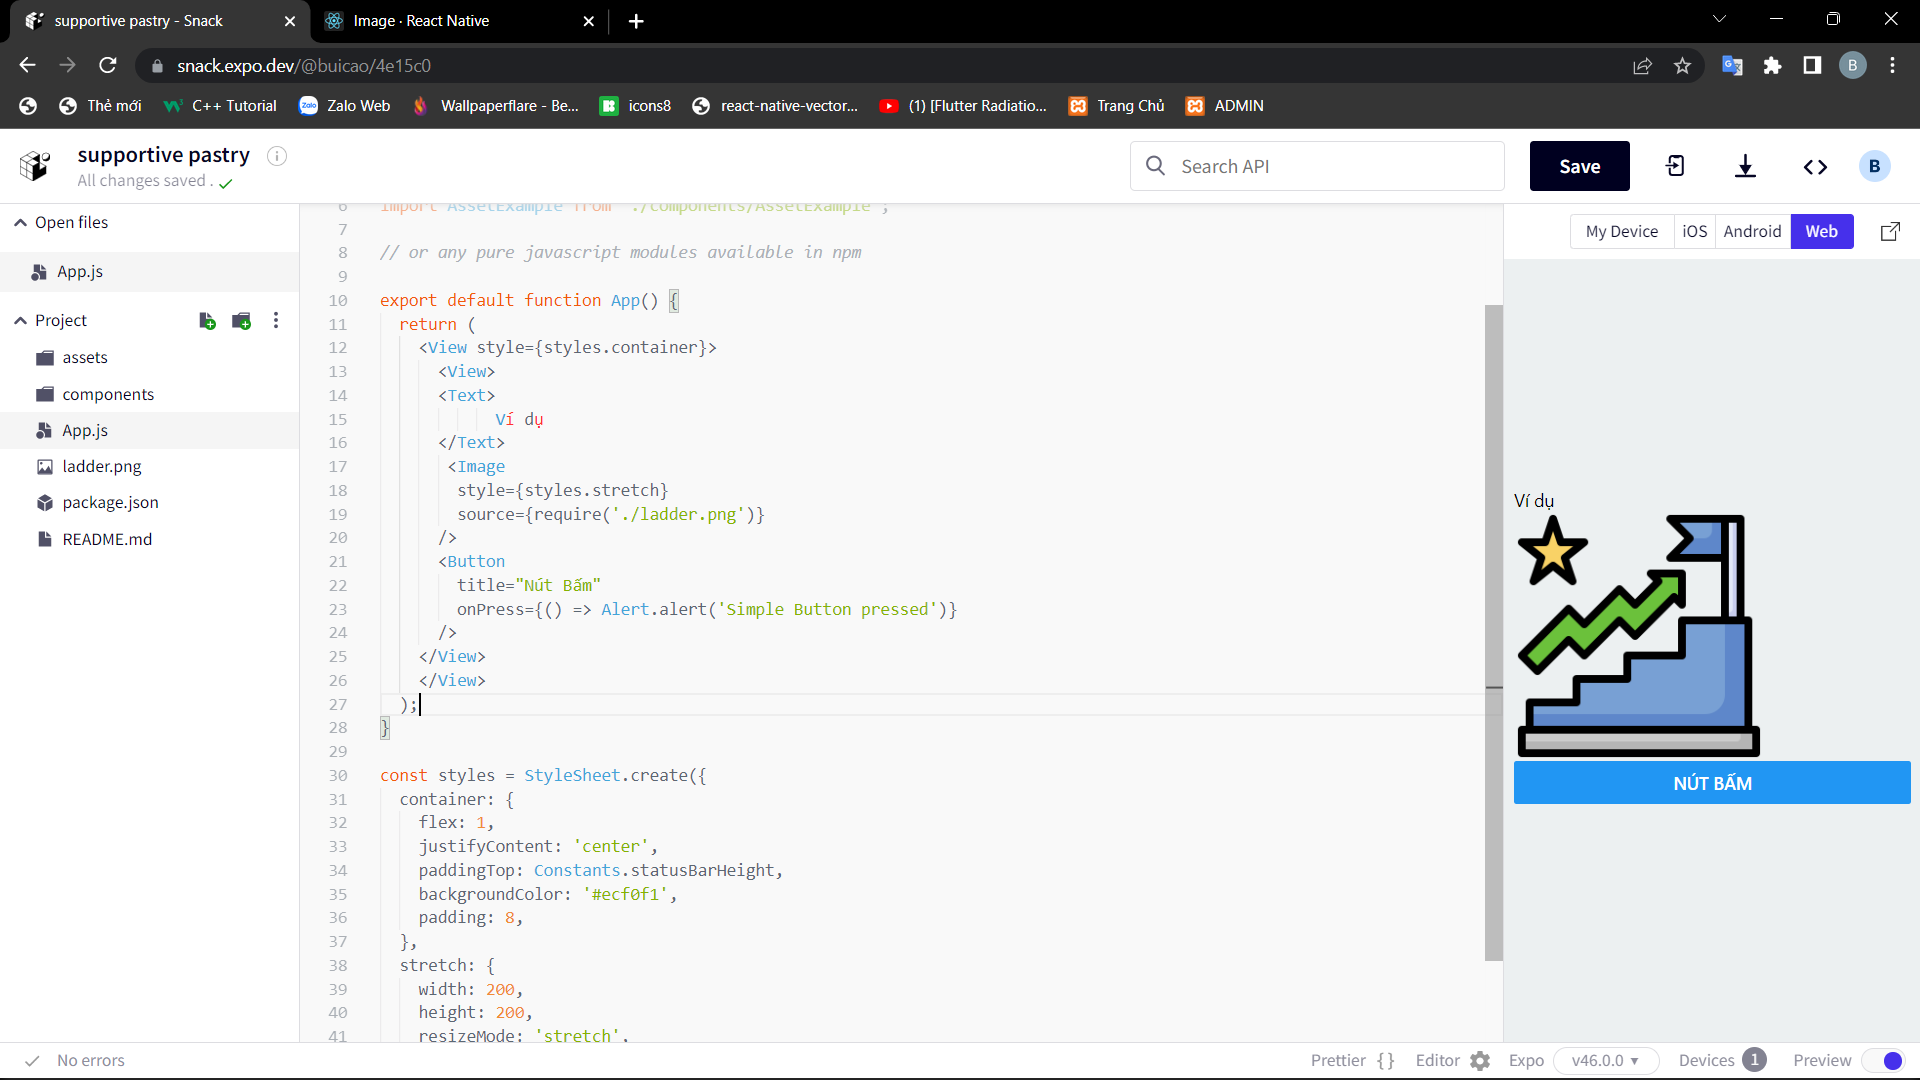 supportive pastry - Snack
Image · React Native
snack.expo.dev/@buicao/4e15c0
B
Thẻ mới
C++ Tutorial
Zalo Web
Wallpaperflare - Be...
icons8
react-native-vector...
(1) [Flutter Radiatio...
Trang Chủ
ADMIN
supportive pastry
All changes saved .
Search API
Save
B
Open files
App.js
Project
assets
components
App.js
ladder.png
package.json
README.md
6 import AssetExample from './components/AssetExample';
7
8 // or any pure javascript modules available in npm
9
10 export default function App() {
11 return (
12 <View style={styles.container}>
13 <View>
14 <Text>
15 Ví dụ
16 </Text>
17 <Image
18 style={styles.stretch}
19 source={require('./ladder.png')}
20 />
21 <Button
22 title="Nút Bấm"
23 onPress={() => Alert.alert('Simple Button pressed')}
24 />
25 </View>
26 </View>
27 );
28 }
29
30 const styles = StyleSheet.create({
31 container: {
32 flex: 1,
33 justifyContent: 'center',
34 paddingTop: Constants.statusBarHeight,
35 backgroundColor: '#ecf0f1',
36 padding: 8,
37 },
38 stretch: {
39 width: 200,
40 height: 200,
41 resizeMode: 'stretch',
My Device
iOS
Android
Web
Ví dụ
NÚT BẤM
No errors
Prettier { }
Editor
Expo
v46.0.0
Devices 1
Preview